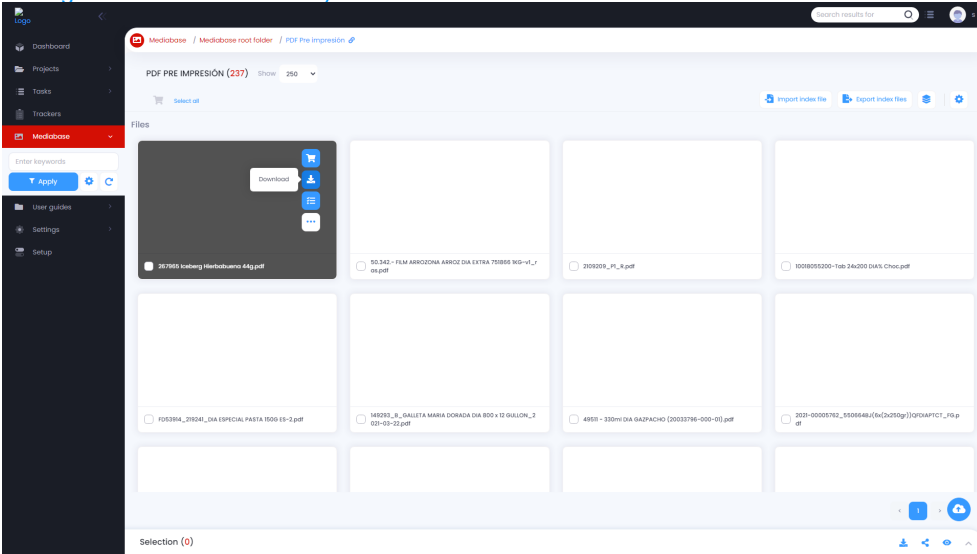 Logo
Search results for
s
Dashboard
Projects
Tasks
Trackers
Mediabase
Enter keywords
Apply
User guides
Settings
Setup
Mediabase / Mediabase root folder / PDF Pre impresión
PDF PRE IMPRESIÓN (237) Show 250
Select all
Import index file
Export index files
Files
Download
267965 Iceberg Hierbabuena 44g.pdf
50.342.- FILM ARROZONA ARROZ DIA EXTRA 751866 1KG-v1_r
as.pdf
2109209_P1_R.pdf
10018055200-Tab 24x200 DIA% Choc.pdf
FD53914_219241_DIA ESPECIAL PASTA 150G ES-2.pdf
149293_B_GALLETA MARIA DORADA DIA 800 x 12 GULLON_2
021-03-22.pdf
49511 - 330ml DIA GAZPACHO (20033796-000-01).pdf
2021-00005762_5506648J(6x(2x250gr))QFDIAPTCT_FG.p
df
1
Selection (0)